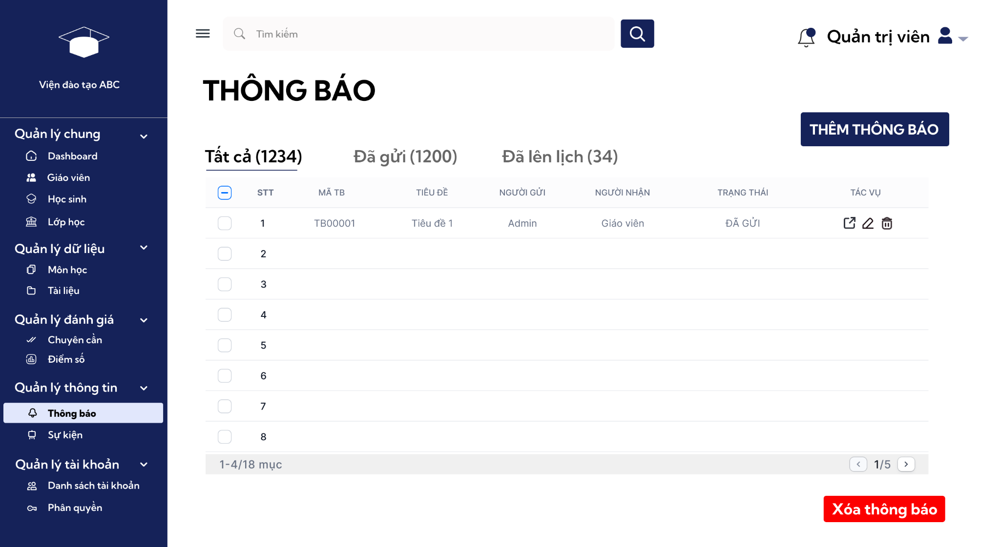 Viện đào tạo ABC
Quản lý chung
Dashboard
Giáo viên
Học sinh
Lớp học
Quản lý dữ liệu
Môn học
Tài liệu
Quản lý đánh giá
Chuyên cần
Điểm số
Quản lý thông tin
Thông báo
Sự kiện
Quản lý tài khoản
Danh sách tài khoản
Phân quyền
Tìm kiếm
Quản trị viên
THÔNG BÁO
THÊM THÔNG BÁO
Tất cả (1234) Đã gửi (1200) Đã lên lịch (34)
STT MÃ TB TIÊU ĐỀ NGƯỜI GỬI NGƯỜI NHẬN TRẠNG THÁI TÁC VỤ
1 TB00001 Tiêu đề 1 Admin Giáo viên ĐÃ GỬI
2
3
4
5
6
7
8
1-4/18 mục 1/5
Xóa thông báo